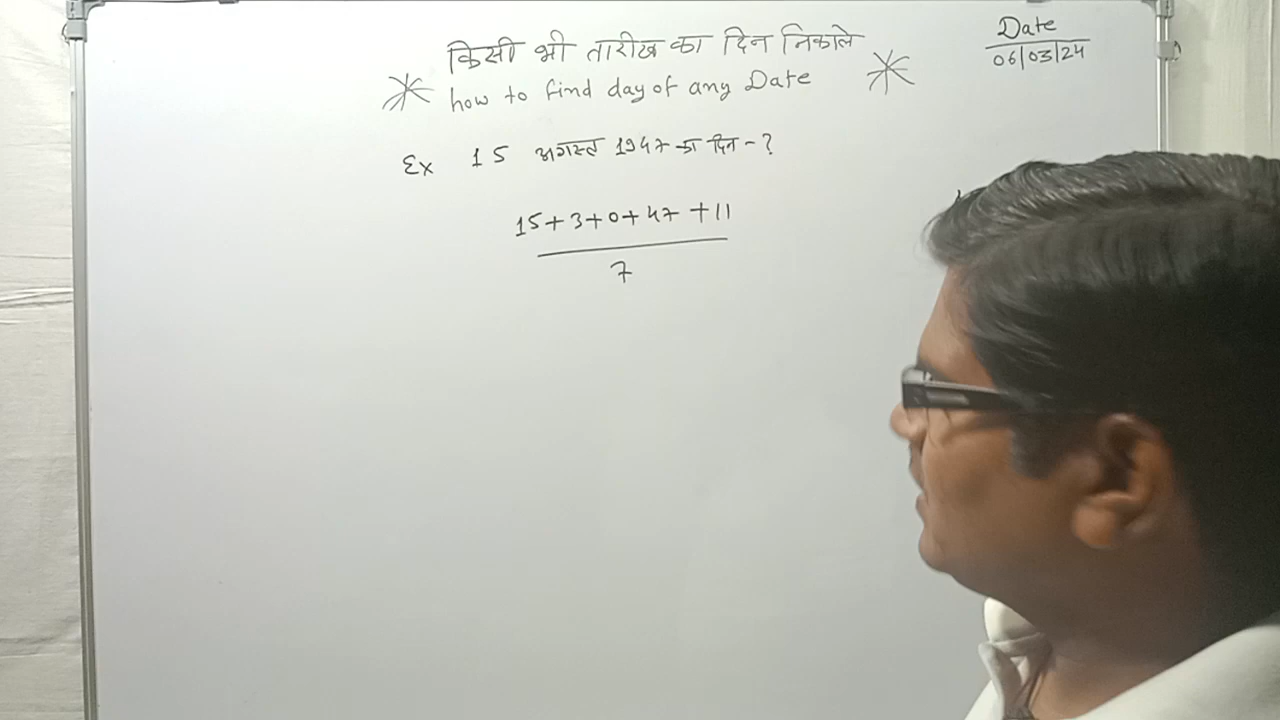 किसी भी तारीख का दिन निकाले
how to find day of any Date
Date
06/03/24
Ex 15 अगस्त 1947 का दिन - ?
15+3+0+47+11
7